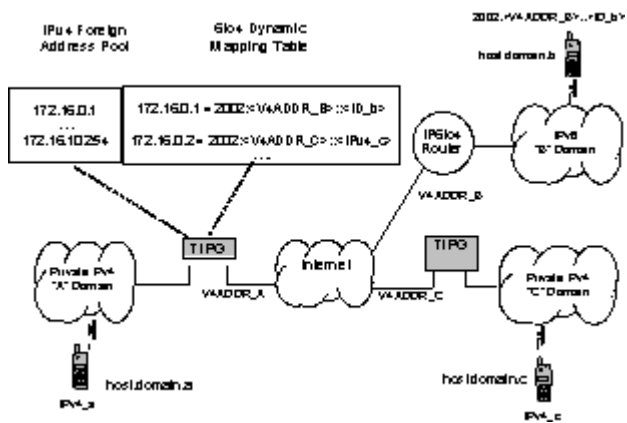 IPv4 Foreign
Address Pool
6to4 Dynamic
Mapping Table
2002:<V4ADDR_B>::<ID_b>
host.domain.b
172.16.0.1
...
172.16.10.254
172.16.0.1 = 2002:<V4ADDR_B>::<ID_b>
172.16.0.2= 2002:<V4ADDR_C>::<IPv4_c>
...
IP6to4
Router
IPv6
"B" Domain
V4ADDR_B
TIPG
Private IPv4
"A" Domain
V4ADDR_A
Internet
TIPG
V4ADDR_C
Private IPv4
"C" Domain
host.domain.a
IPv4_a
host.domain.c
IPv4_c